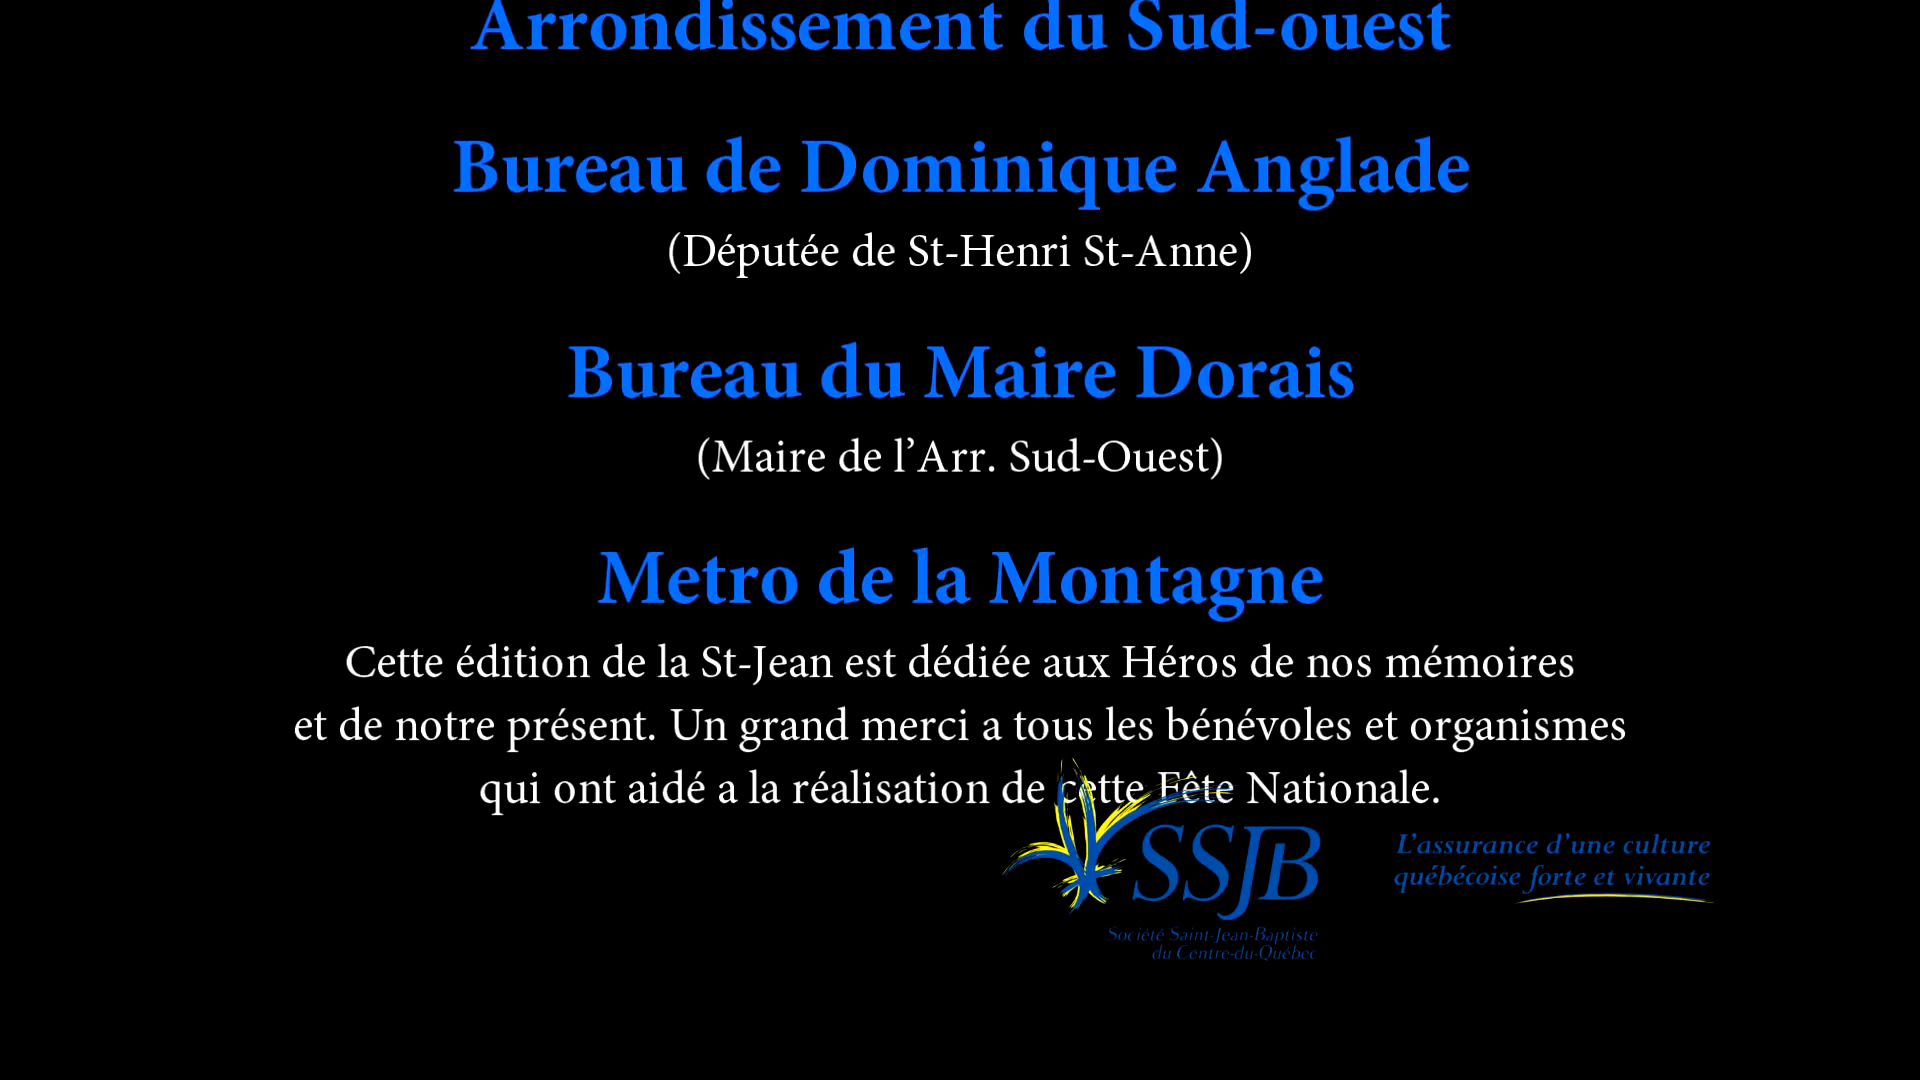 Arrondissement du Sud-ouest
Bureau de Dominique Anglade
(Députée de St-Henri St-Anne)
Bureau du Maire Dorais
(Maire de l’Arr. Sud-Ouest)
Metro de la Montagne
Cette édition de la St-Jean est dédiée aux Héros de nos mémoires
et de notre présent. Un grand merci a tous les bénévoles et organismes
qui ont aidé a la réalisation de cette Fête Nationale.
SSJB
Société Saint-Jean-Baptiste
du Centre-du-Québec
L’assurance d’une culture
québécoise forte et vivante